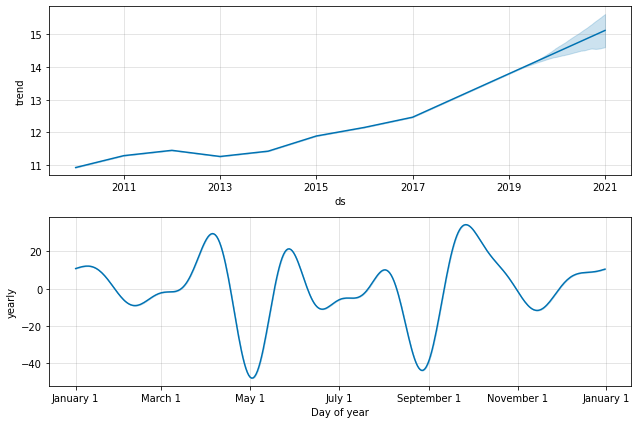 15
14
13
12
11
trend
2011 2013 2015 2017 2019 2021
ds
20
0
−20
−40
yearly
January 1 March 1 May 1 July 1 September 1 November 1 January 1
Day of year